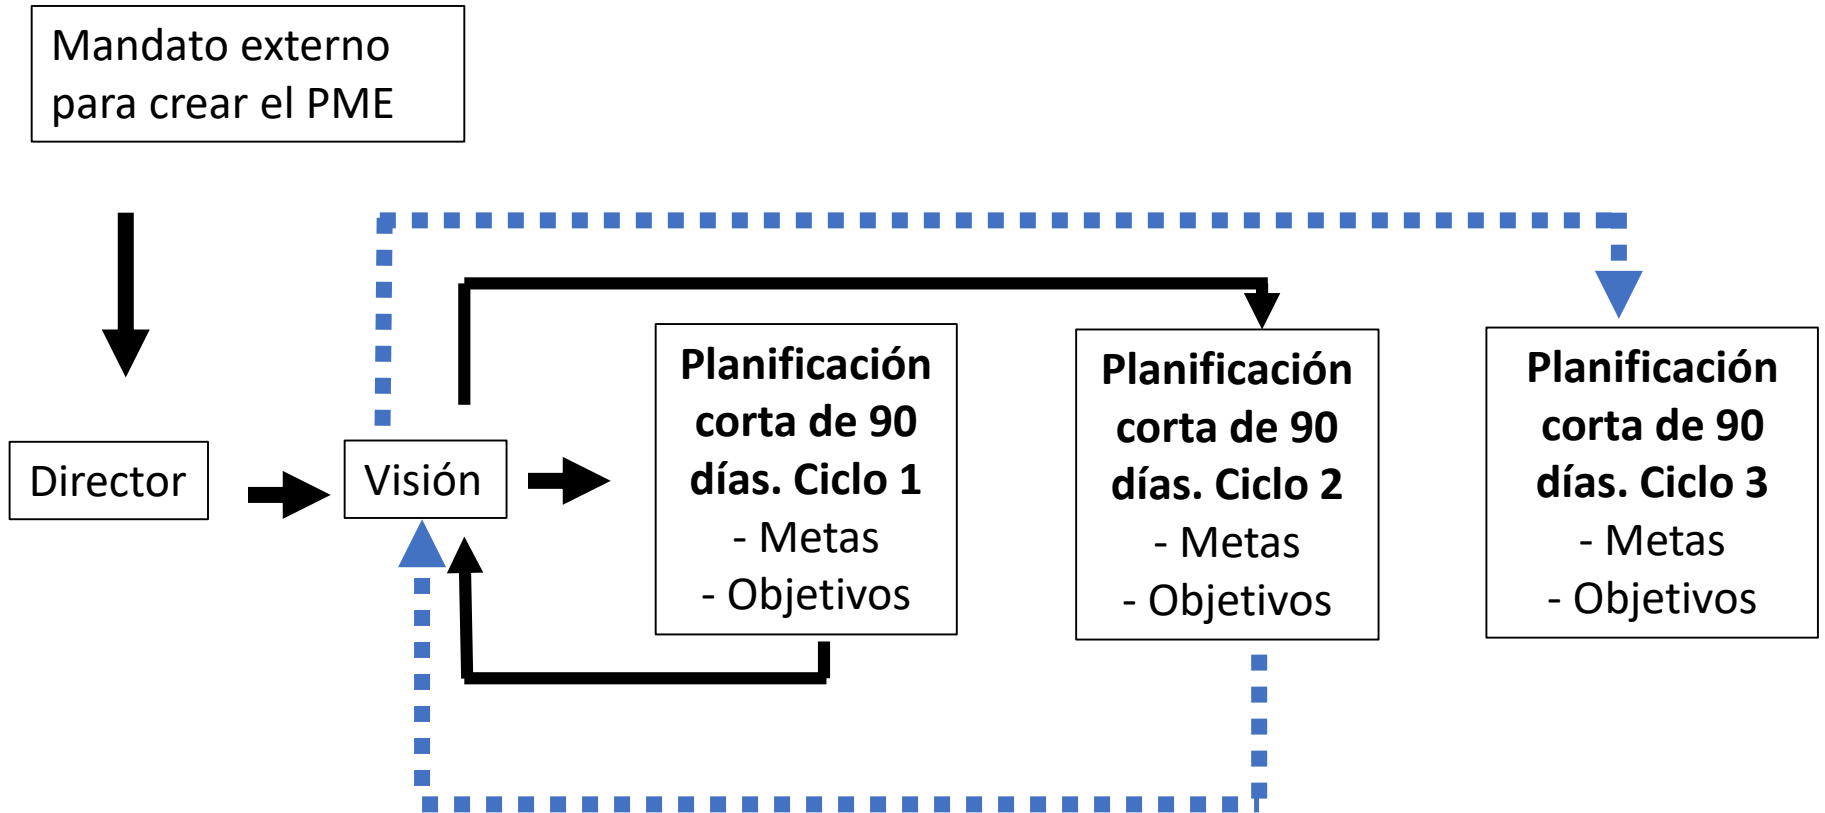 Mandato externo
para crear el PME
Director
Visión
Planificación
corta de 90
días. Ciclo 1
- Metas
- Objetivos
Planificación
corta de 90
días. Ciclo 2
- Metas
- Objetivos
Planificación
corta de 90
días. Ciclo 3
- Metas
- Objetivos